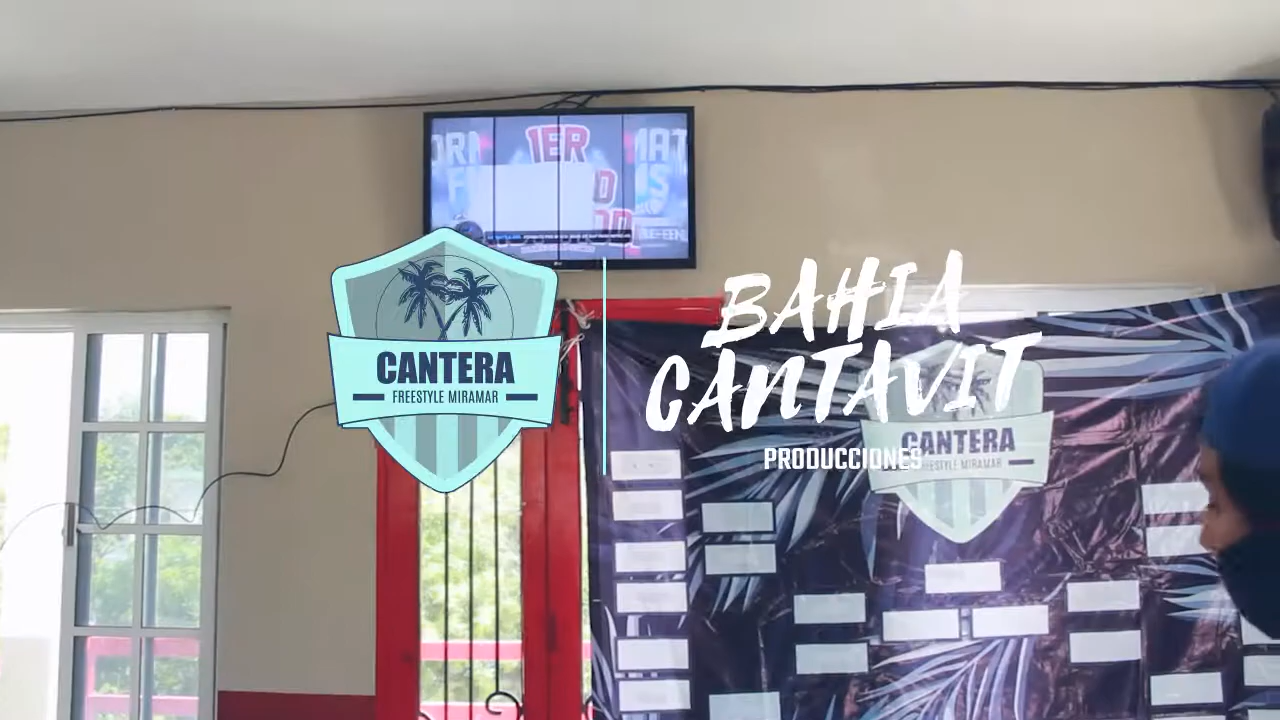 1ER
CANTERA
FREESTYLE MIRAMAR
BAHIA
CANTAVIT
PRODUCCIONES
CANTERA
FREESTYLE MIRAMAR